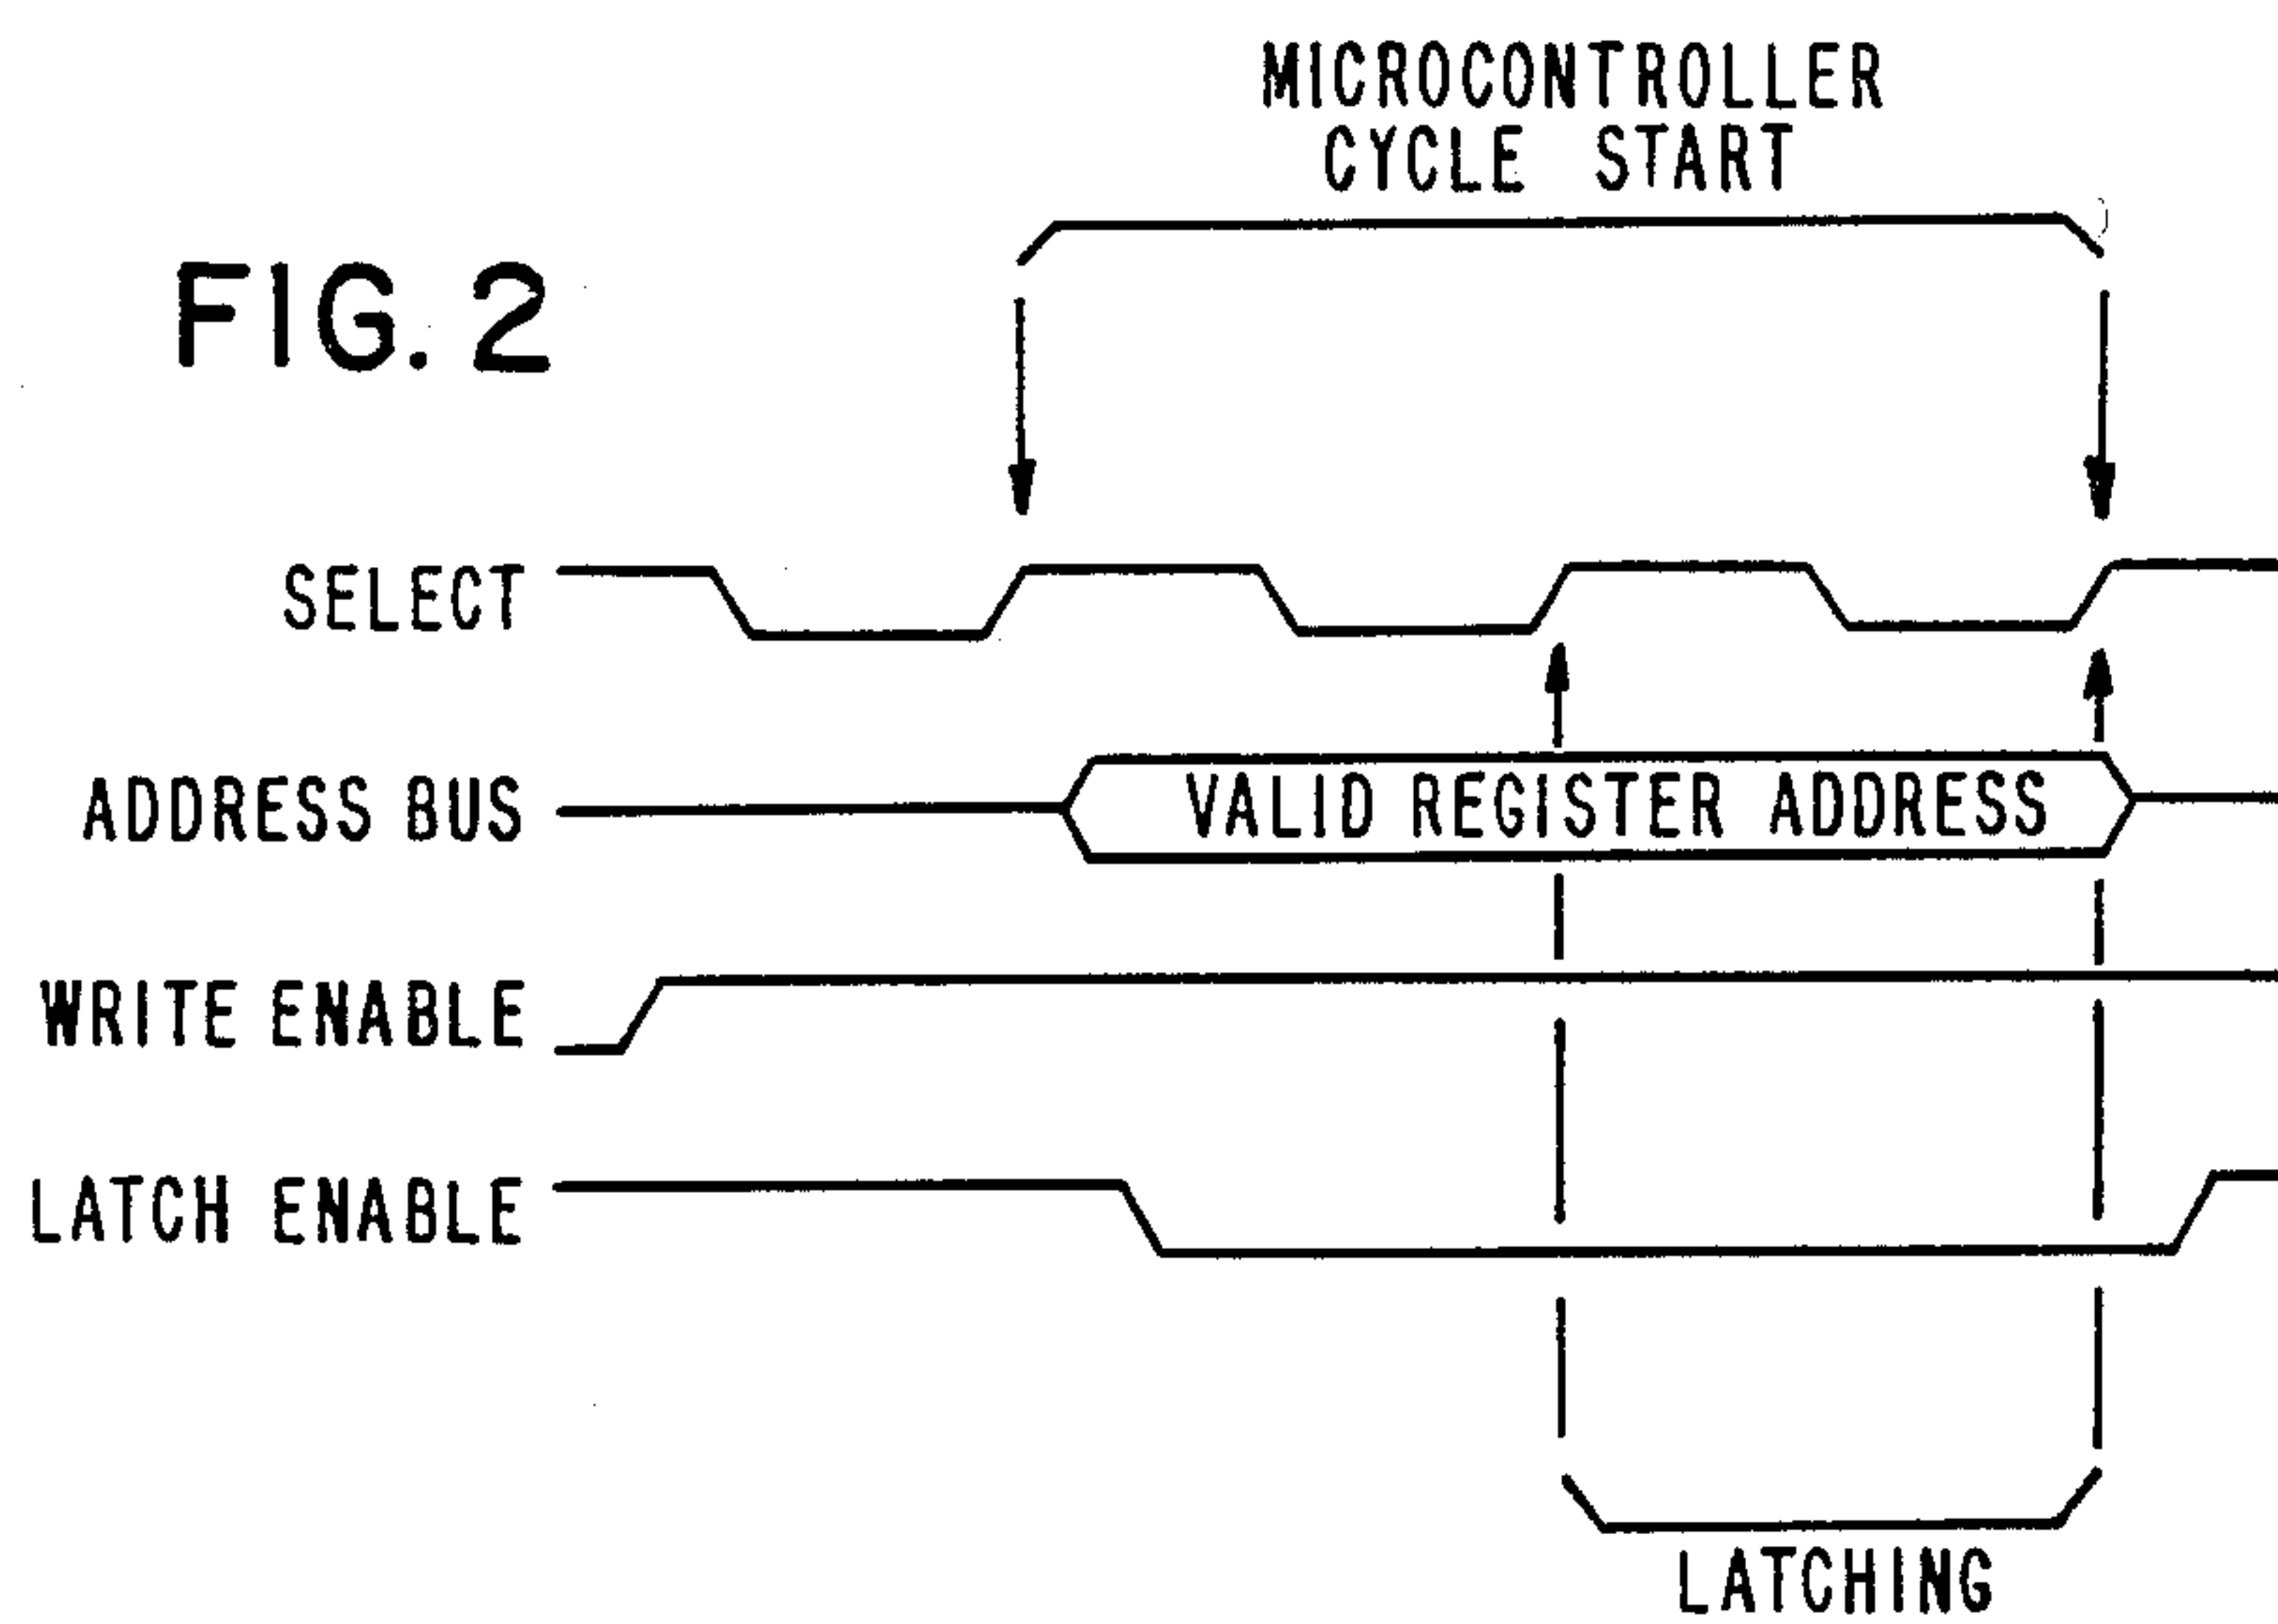 MICROCONTROLLER
CYCLE START
FIG. 2
SELECT
ADDRESS BUS
VALID REGISTER ADDRESS
WRITE ENABLE
LATCH ENABLE
LATCHING